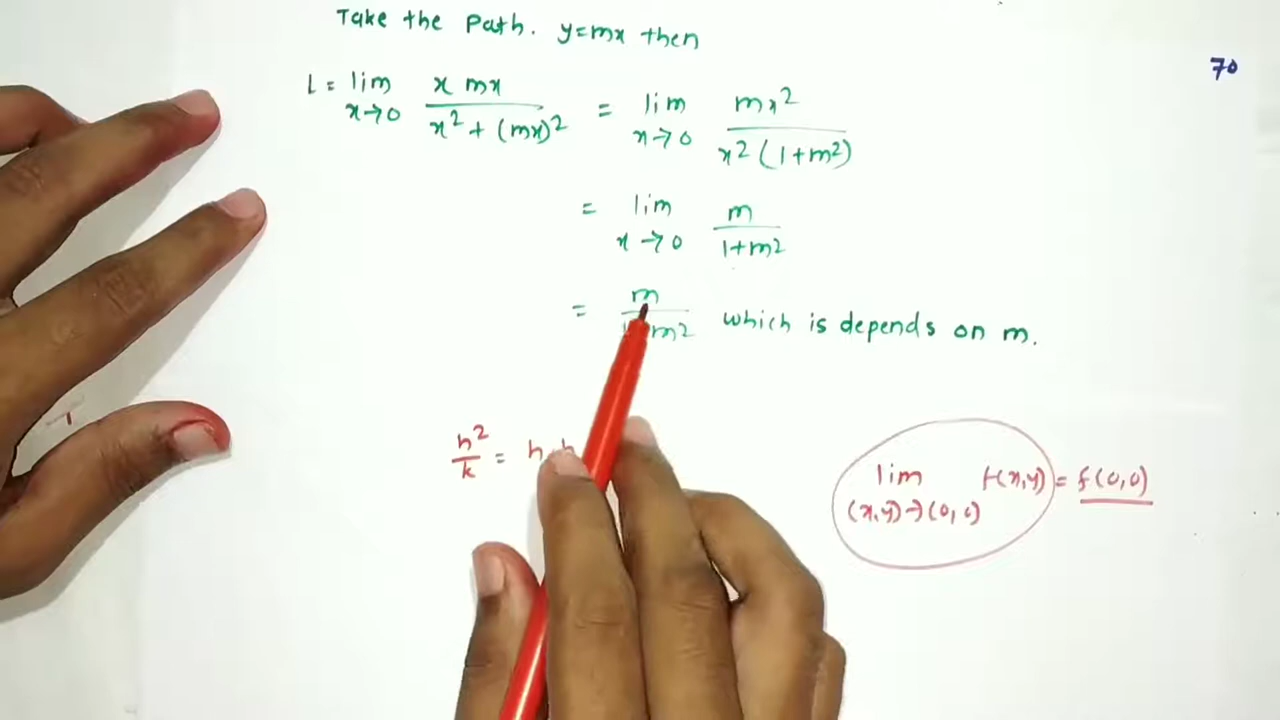 Take the Path. y=mx then
70
L = lim x→0 x mx / x² + (mx)² = lim x→0 mx² / x² (1+m²)
= lim x→0 m / 1+m²
= m / m² which is depends on m.
h² / k = h
lim (x,y)→(0,0) f(x,y) = f(0,0)